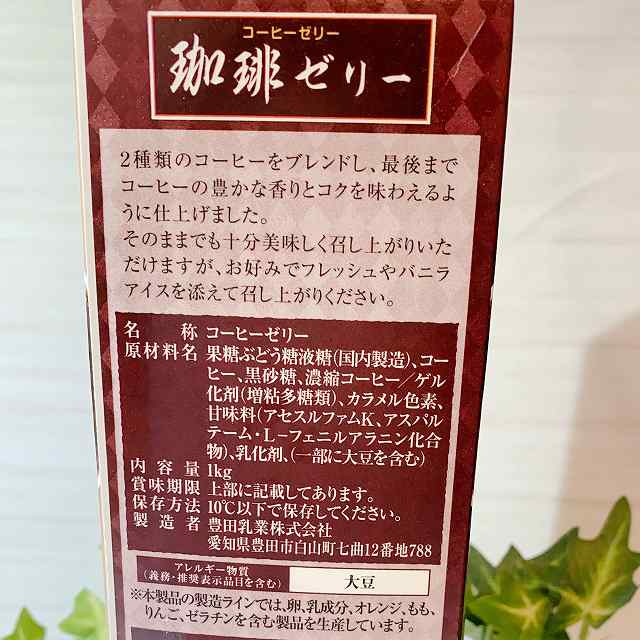 コーヒーゼリー
珈琲ゼリー
2種類のコーヒーをブレンドし、最後まで
コーヒーの豊かな香りとコクを味わえるよ
うに仕上げました。
そのままでも十分美味しく召し上がりいた
だけますが、お好みでフレッシュやバニラ
アイスを添えて召し上がりください。
名称 コーヒーゼリー
原材料名 果糖ぶどう糖液糖(国内製造)、コー
ヒー、黒砂糖、濃縮コーヒー／ゲル
化剤(増粘多糖類)、カラメル色素、
甘味料(アセスルファムK、アスパル
テーム・L-フェニルアラニン化合
物)、乳化剤、(一部に大豆を含む)
内容量 1kg
賞味期限 上部に記載してあります。
保存方法 10℃以下で保存してください。
製造者 豊田乳業株式会社
愛知県豊田市白山町七曲12番地788
アレルギー物質
(義務・推奨表示品目を含む)
大豆
※本製品の製造ラインでは、卵、乳成分、オレンジ、もも、
りんご、ゼラチンを含む製品を生産しています。